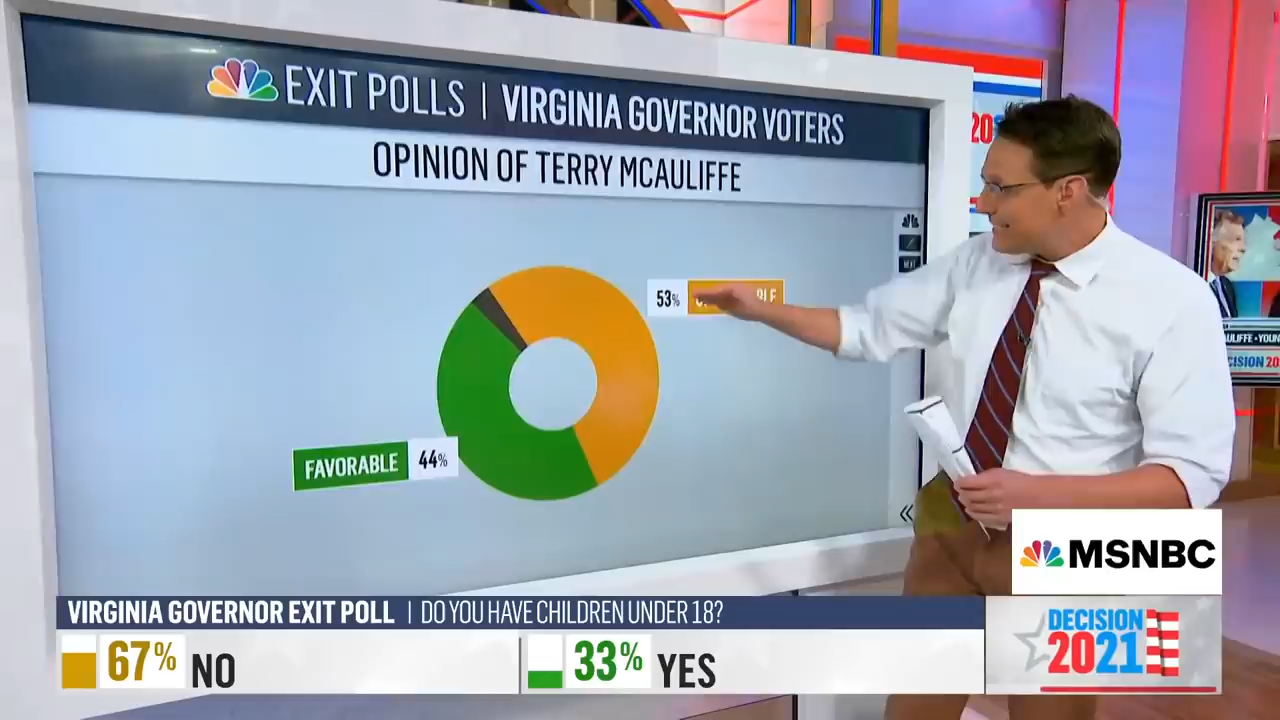 EXIT POLLS | VIRGINIA GOVERNOR VOTERS
OPINION OF TERRY MCAULIFFE
53%
FAVORABLE 44%
MSNBC
VIRGINIA GOVERNOR EXIT POLL | DO YOU HAVE CHILDREN UNDER 18?
67% NO
33% YES
DECISION
2021